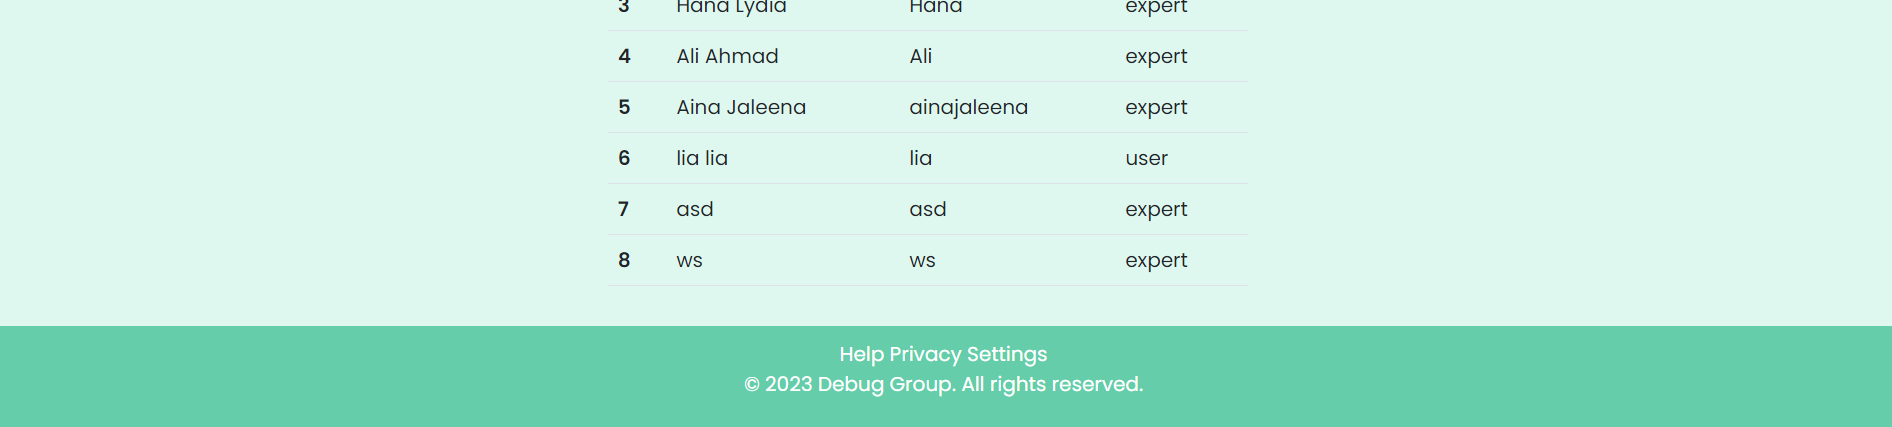 3 Hana Lydia Hana expert
4 Ali Ahmad Ali expert
5 Aina Jaleena ainajaleena expert
6 lia lia lia user
7 asd asd expert
8 ws ws expert
Help Privacy Settings
© 2023 Debug Group. All rights reserved.